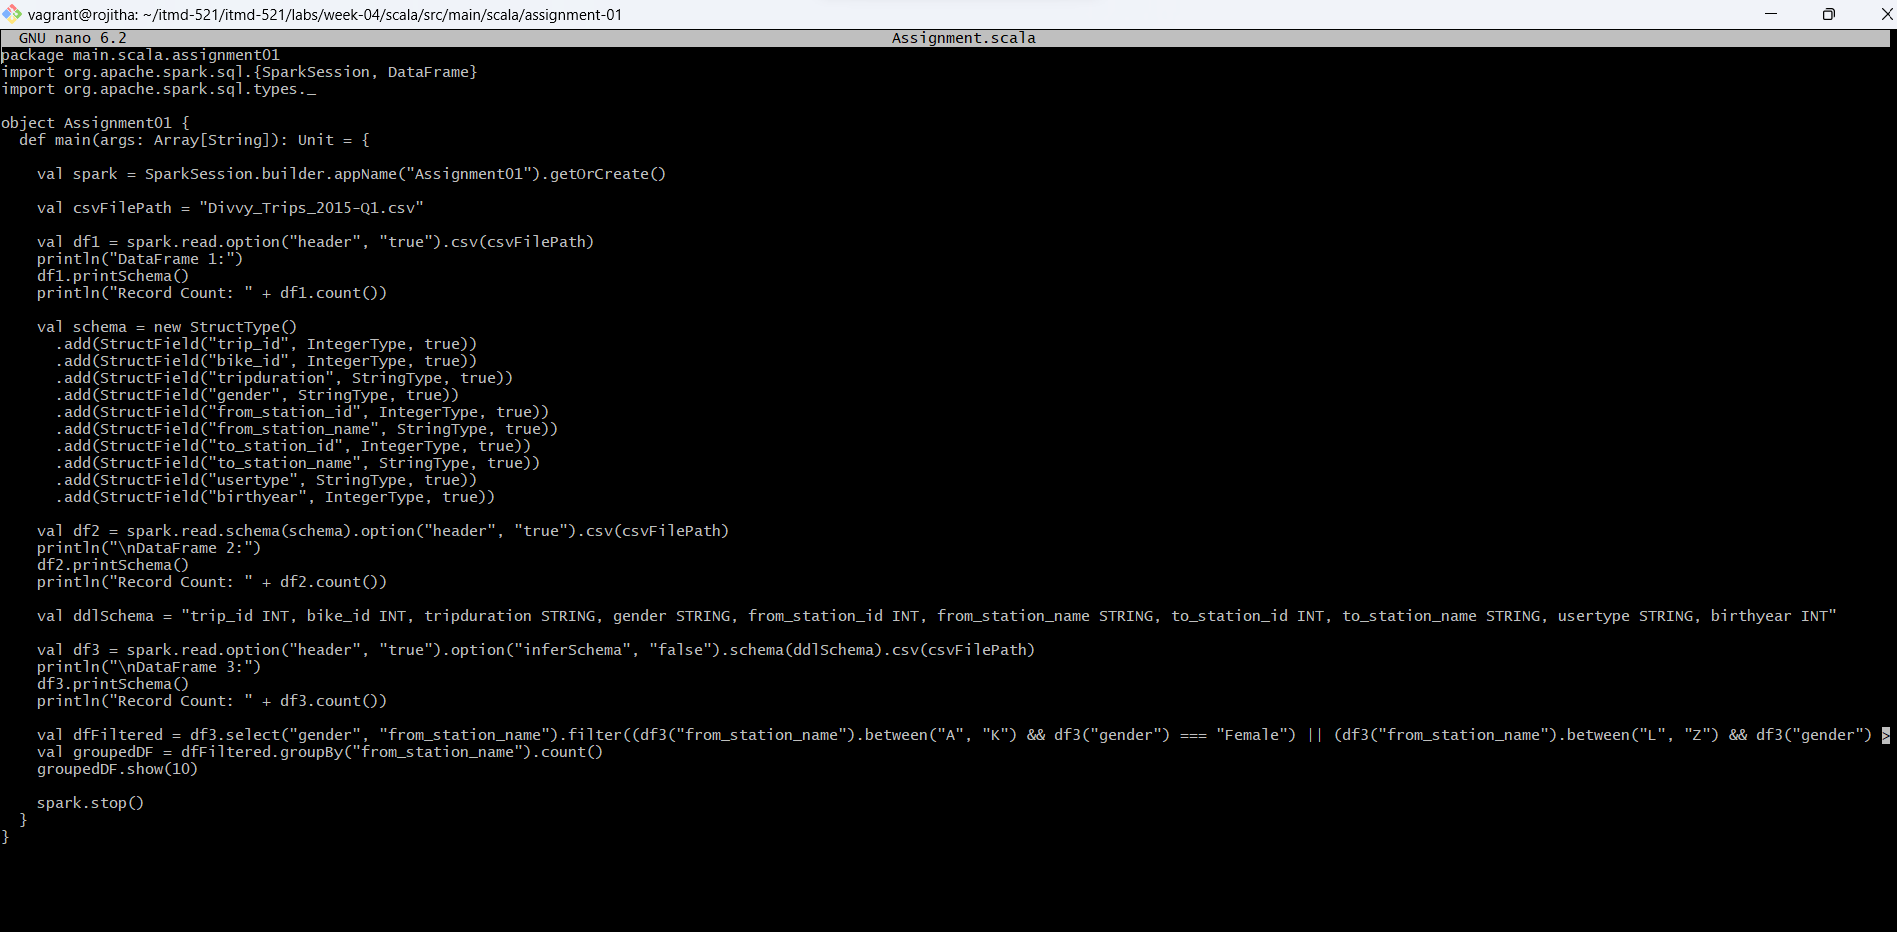 vagrant@rojitha: ~/itmd-521/itmd-521/labs/week-04/scala/src/main/scala/assignment-01
GNU nano 6.2 Assignment.scala
package main.scala.assignment01
import org.apache.spark.sql.{SparkSession, DataFrame}
import org.apache.spark.sql.types._
object Assignment01 {
def main(args: Array[String]): Unit = {
val spark = SparkSession.builder.appName("Assignment01").getOrCreate()
val csvFilePath = "Divvy_Trips_2015-Q1.csv"
val df1 = spark.read.option("header", "true").csv(csvFilePath)
println("DataFrame 1:")
df1.printSchema()
println("Record Count: " + df1.count())
val schema = new StructType()
.add(StructField("trip_id", IntegerType, true))
.add(StructField("bike_id", IntegerType, true))
.add(StructField("tripduration", StringType, true))
.add(StructField("gender", StringType, true))
.add(StructField("from_station_id", IntegerType, true))
.add(StructField("from_station_name", StringType, true))
.add(StructField("to_station_id", IntegerType, true))
.add(StructField("to_station_name", StringType, true))
.add(StructField("usertype", StringType, true))
.add(StructField("birthyear", IntegerType, true))
val df2 = spark.read.schema(schema).option("header", "true").csv(csvFilePath)
println("\nDataFrame 2:")
df2.printSchema()
println("Record Count: " + df2.count())
val ddlSchema = "trip_id INT, bike_id INT, tripduration STRING, gender STRING, from_station_id INT, from_station_name STRING, to_station_id INT, to_station_name STRING, usertype STRING, birthyear INT"
val df3 = spark.read.option("header", "true").option("inferSchema", "false").schema(ddlSchema).csv(csvFilePath)
println("\nDataFrame 3:")
df3.printSchema()
println("Record Count: " + df3.count())
val dfFiltered = df3.select("gender", "from_station_name").filter((df3("from_station_name").between("A", "K") && df3("gender") === "Female") || (df3("from_station_name").between("L", "Z") && df3("gender") >
val groupedDF = dfFiltered.groupBy("from_station_name").count()
groupedDF.show(10)
spark.stop()
}
}